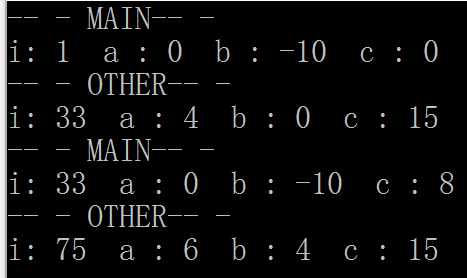 -- - MAIN-- -
i: 1  a : 0  b : -10  c : 0
-- - OTHER-- -
i: 33  a : 4  b : 0  c : 15
-- - MAIN-- -
i: 33  a : 0  b : -10  c : 8
-- - OTHER-- -
i: 75  a : 6  b : 4  c : 15